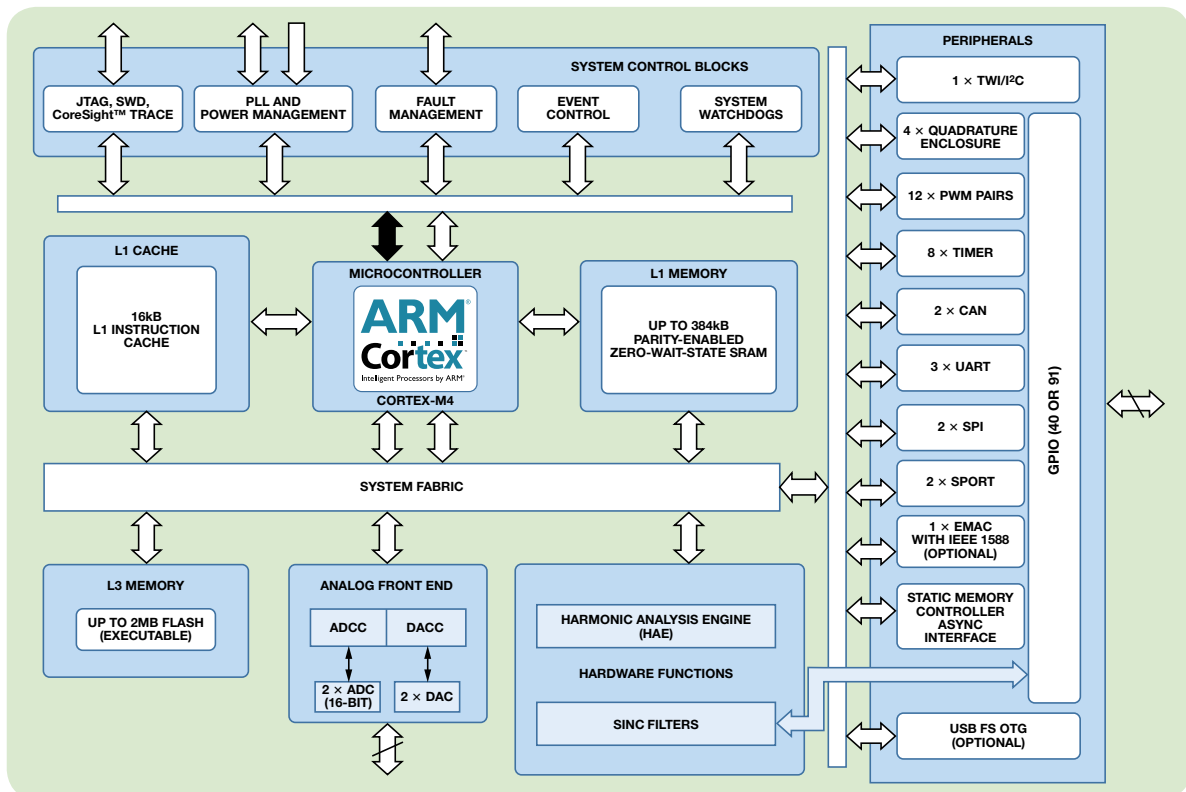 SYSTEM CONTROL BLOCKS
JTAG, SWD,
CoreSight™ TRACE
PLL AND
POWER MANAGEMENT
FAULT
MANAGEMENT
EVENT
CONTROL
SYSTEM
WATCHDOGS
L1 CACHE
16kB
L1 INSTRUCTION
CACHE
MICROCONTROLLER
ARM®
Cortex
Intelligent Processors by ARM®
CORTEX-M4
L1 MEMORY
UP TO 384kB
PARITY-ENABLED
ZERO-WAIT-STATE SRAM
SYSTEM FABRIC
L3 MEMORY
UP TO 2MB FLASH
(EXECUTABLE)
ANALOG FRONT END
ADCC
DACC
2 × ADC
(16-BIT)
2 × DAC
HARMONIC ANALYSIS ENGINE
(HAE)
HARDWARE FUNCTIONS
SINC FILTERS
PERIPHERALS
1 × TWI/I²C
4 × QUADRATURE
ENCLOSURE
12 × PWM PAIRS
8 × TIMER
2 × CAN
3 × UART
2 × SPI
2 × SPORT
1 × EMAC
WITH IEEE 1588
(OPTIONAL)
STATIC MEMORY
CONTROLLER
ASYNC
INTERFACE
USB FS OTG
(OPTIONAL)
GPIO (40 OR 91)